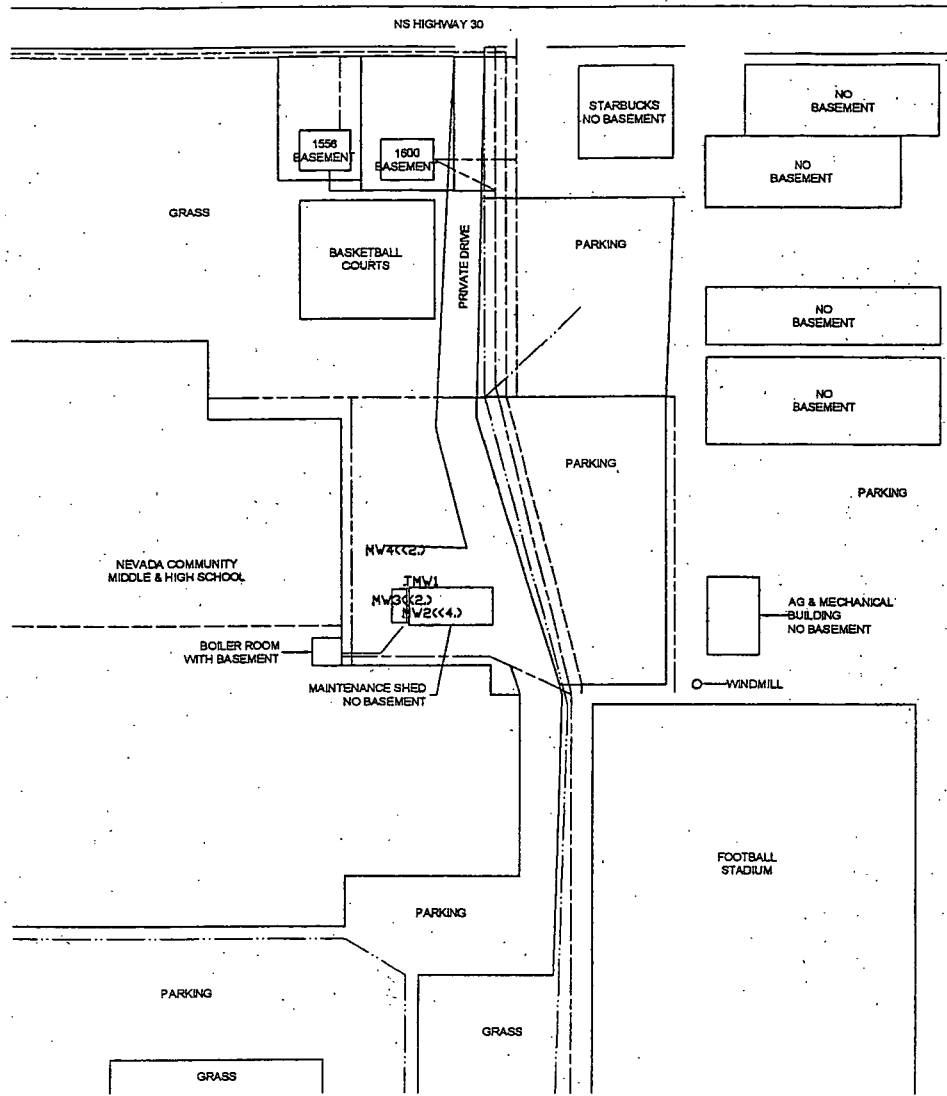 NS HIGHWAY 30
STARBUCKS
NO BASEMENT
NO
BASEMENT
1556
BASEMENT
1600
BASEMENT
NO
BASEMENT
GRASS
BASKETBALL
COURTS
PRIVATE DRIVE
PARKING
NO
BASEMENT
NO
BASEMENT
PARKING
PARKING
NEVADA COMMUNITY
MIDDLE & HIGH SCHOOL
MW4(<2.)
TMW1
MW3(<2.)
MW2(<4.)
AG & MECHANICAL
BUILDING
NO BASEMENT
BOILER ROOM
WITH BASEMENT
MAINTENANCE SHED
NO BASEMENT
WINDMILL
FOOTBALL
STADIUM
PARKING
PARKING
GRASS
GRASS